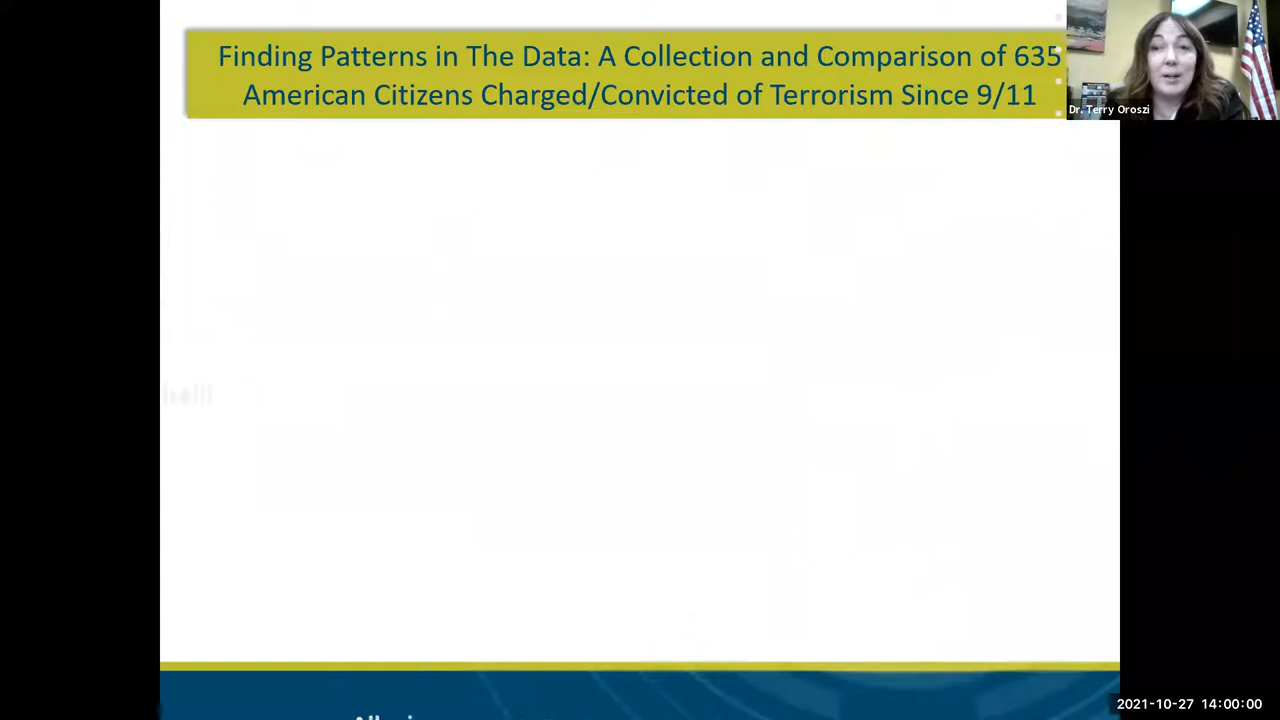 Finding Patterns in The Data: A Collection and Comparison of 635
American Citizens Charged/Convicted of Terrorism Since 9/11
Dr. Terry Oroszi
2021-10-27 14:00:00